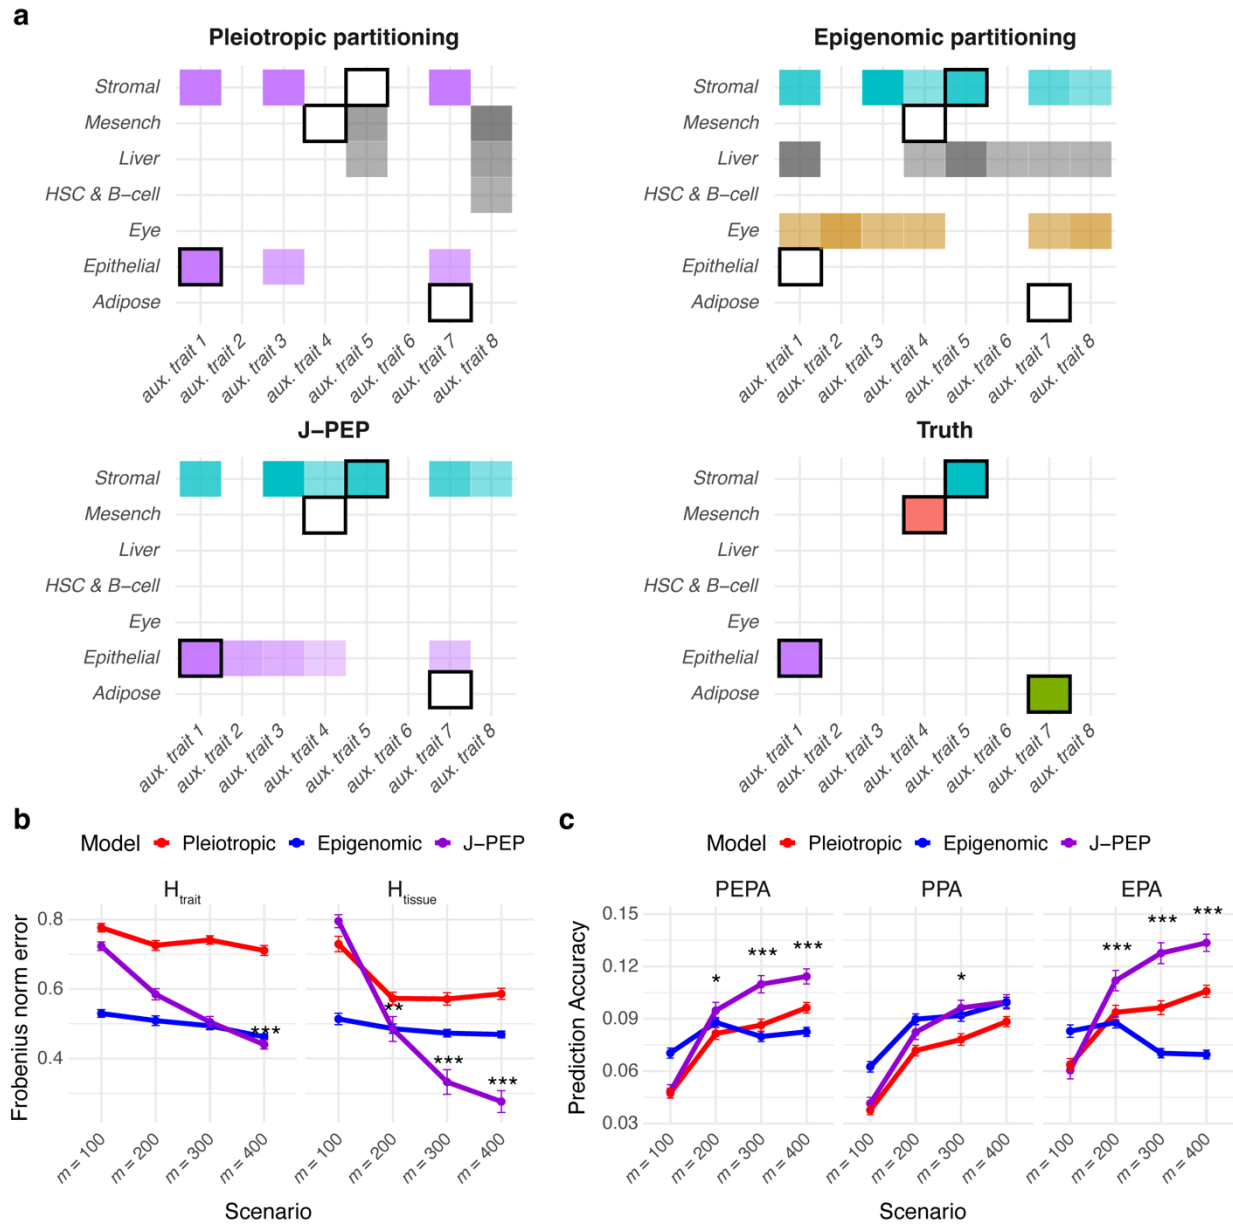 a
Pleiotropic partitioning
Stromal
Mesench
Liver
HSC & B−cell
Eye
Epithelial
Adipose
aux. trait 1
aux. trait 2
aux. trait 3
aux. trait 4
aux. trait 5
aux. trait 6
aux. trait 7
aux. trait 8
Epigenomic partitioning
Stromal
Mesench
Liver
HSC & B−cell
Eye
Epithelial
Adipose
aux. trait 1
aux. trait 2
aux. trait 3
aux. trait 4
aux. trait 5
aux. trait 6
aux. trait 7
aux. trait 8
J−PEP
Stromal
Mesench
Liver
HSC & B−cell
Eye
Epithelial
Adipose
aux. trait 1
aux. trait 2
aux. trait 3
aux. trait 4
aux. trait 5
aux. trait 6
aux. trait 7
aux. trait 8
Truth
Stromal
Mesench
Liver
HSC & B−cell
Eye
Epithelial
Adipose
aux. trait 1
aux. trait 2
aux. trait 3
aux. trait 4
aux. trait 5
aux. trait 6
aux. trait 7
aux. trait 8
b
Model Pleiotropic Epigenomic J−PEP
H trait
H tissue
Frobenius norm error
0.8
0.6
0.4
***
**
***
***
m = 100
m = 200
m = 300
m = 400
m = 100
m = 200
m = 300
m = 400
Scenario
c
Model Pleiotropic Epigenomic J−PEP
PEPA
PPA
EPA
Prediction Accuracy
0.15
0.12
0.09
0.06
0.03
*
***
***
*
***
***
***
m = 100
m = 200
m = 300
m = 400
m = 100
m = 200
m = 300
m = 400
m = 100
m = 200
m = 300
m = 400
Scenario